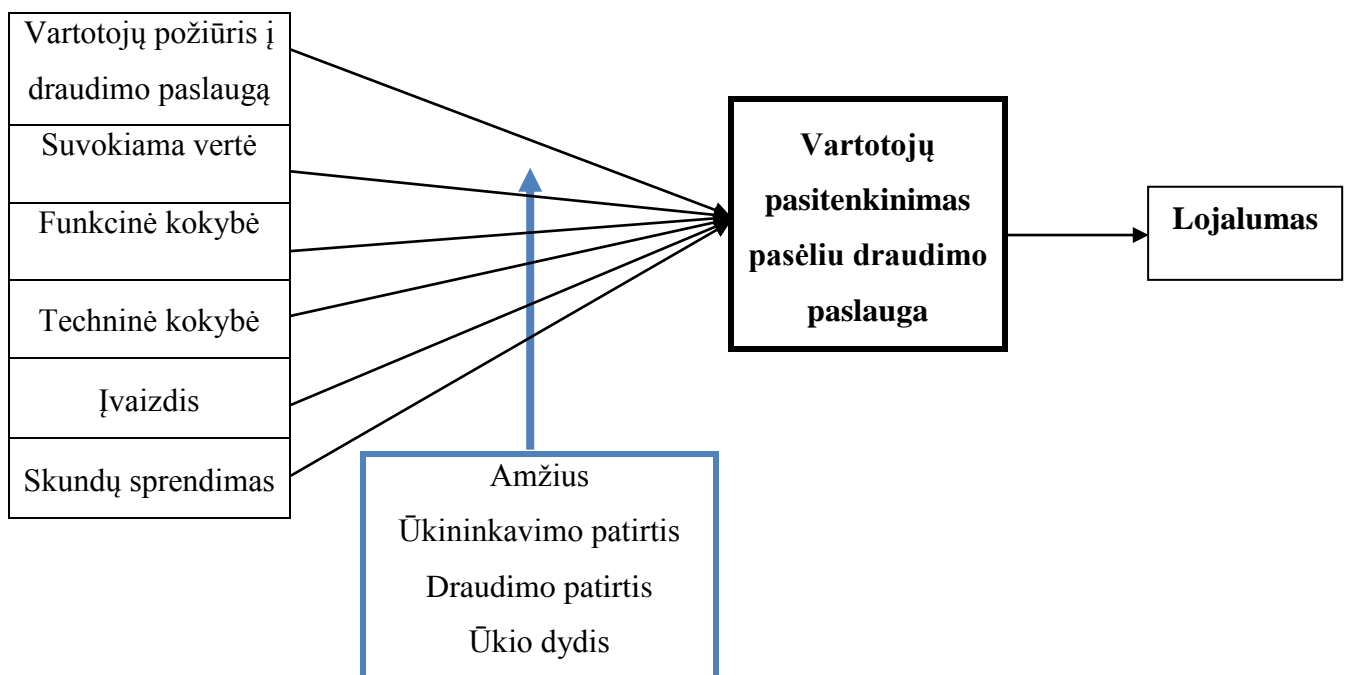 Vartotojų požiūris į
draudimo paslaugą
Suvokiama vertė
Funkcinė kokybė
Techninė kokybė
Įvaizdis
Skundų sprendimas
Amžius
Ūkininkavimo patirtis
Draudimo patirtis
Ūkio dydis
Vartotojų
pasitenkinimas
pasėliu draudimo
paslauga
Lojalumas